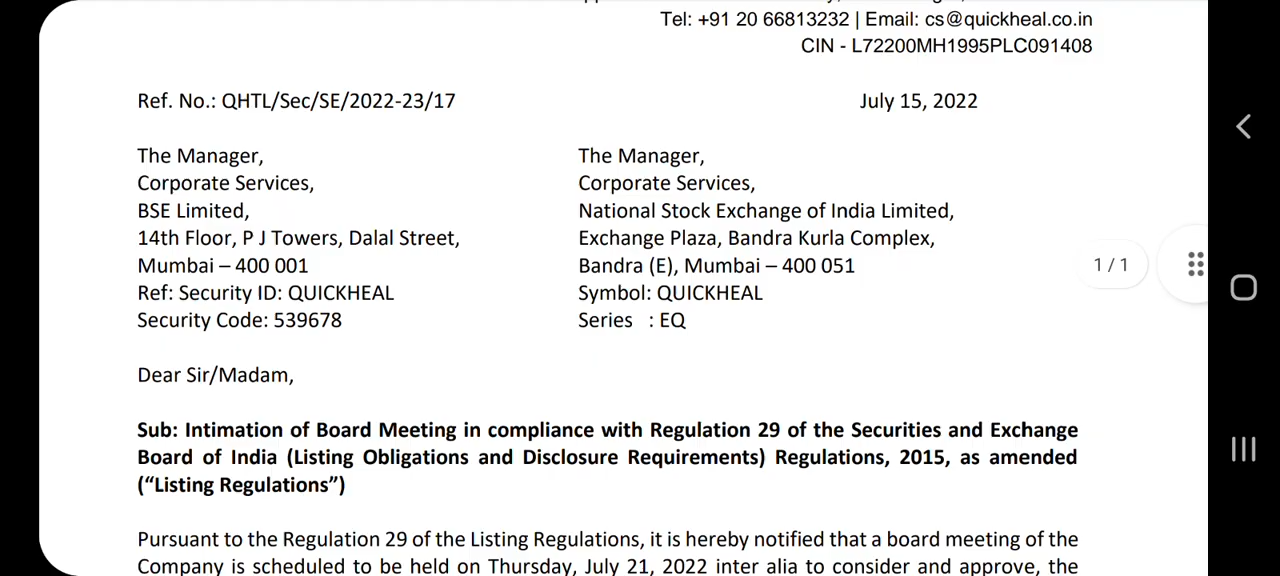 Tel: +91 20 66813232 | Email: cs@quickheal.co.in
CIN - L72200MH1995PLC091408
Ref. No.: QHTL/Sec/SE/2022-23/17
July 15, 2022
The Manager,
Corporate Services,
BSE Limited,
14th Floor, P J Towers, Dalal Street,
Mumbai – 400 001
Ref: Security ID: QUICKHEAL
Security Code: 539678
The Manager,
Corporate Services,
National Stock Exchange of India Limited,
Exchange Plaza, Bandra Kurla Complex,
Bandra (E), Mumbai – 400 051
Symbol: QUICKHEAL
Series : EQ
1 / 1
Dear Sir/Madam,
Sub: Intimation of Board Meeting in compliance with Regulation 29 of the Securities and Exchange
Board of India (Listing Obligations and Disclosure Requirements) Regulations, 2015, as amended
(“Listing Regulations”)
Pursuant to the Regulation 29 of the Listing Regulations, it is hereby notified that a board meeting of the
Company is scheduled to be held on Thursday, July 21, 2022 inter alia to consider and approve, the